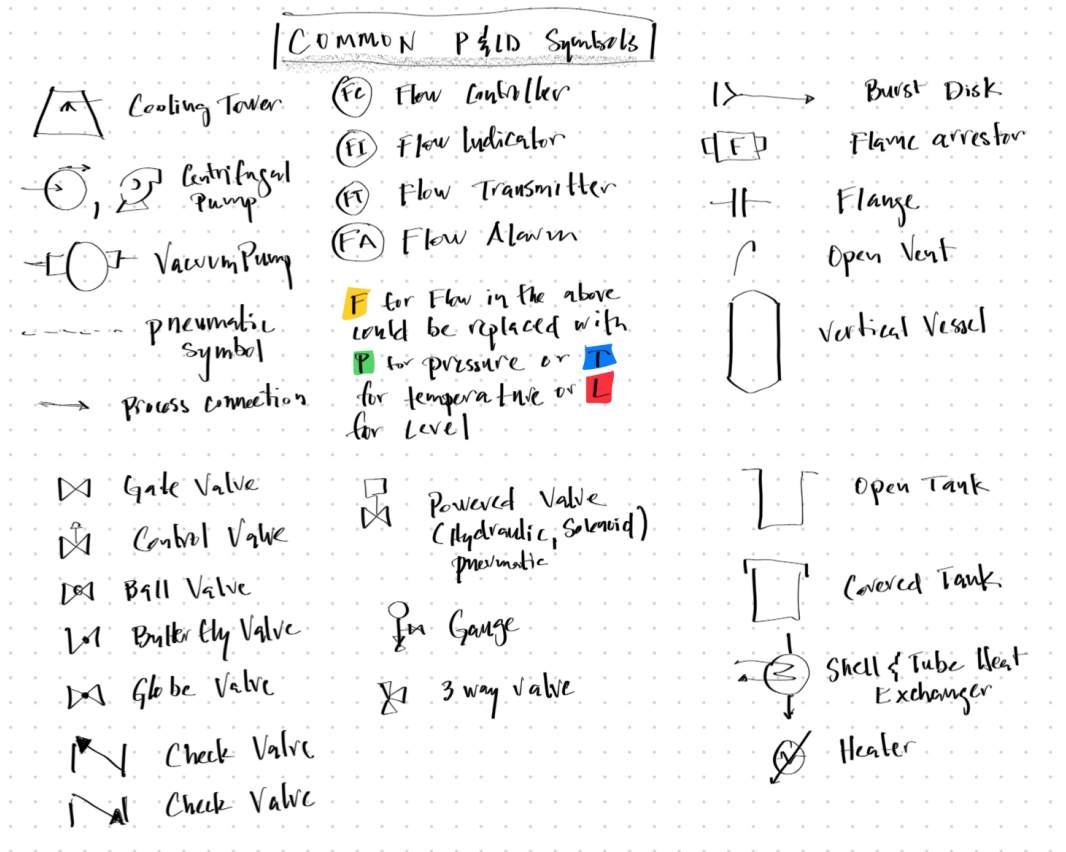 COMMON P&ID Symbols
Cooling Tower
Centrifugal
Pump
Vacuum Pump
pneumatic
symbol
Process connection
FC Flow Controller
FI Flow Indicator
FT Flow Transmitter
FA Flow Alarm
F for Flow in the above
could be replaced with
P for pressure or T
for temperature or L
for Level
Burst Disk
F Flame arrestor
Flange
Open Vent
Vertical Vessel
Gate Valve
Control Valve
Ball Valve
Butterfly Valve
Globe Valve
Check Valve
Check Valve
Powered Valve
(Hydraulic, Solenoid)
pneumatic
Gauge
3 way valve
Open Tank
Covered Tank
Shell & Tube Heat
Exchanger
Heater